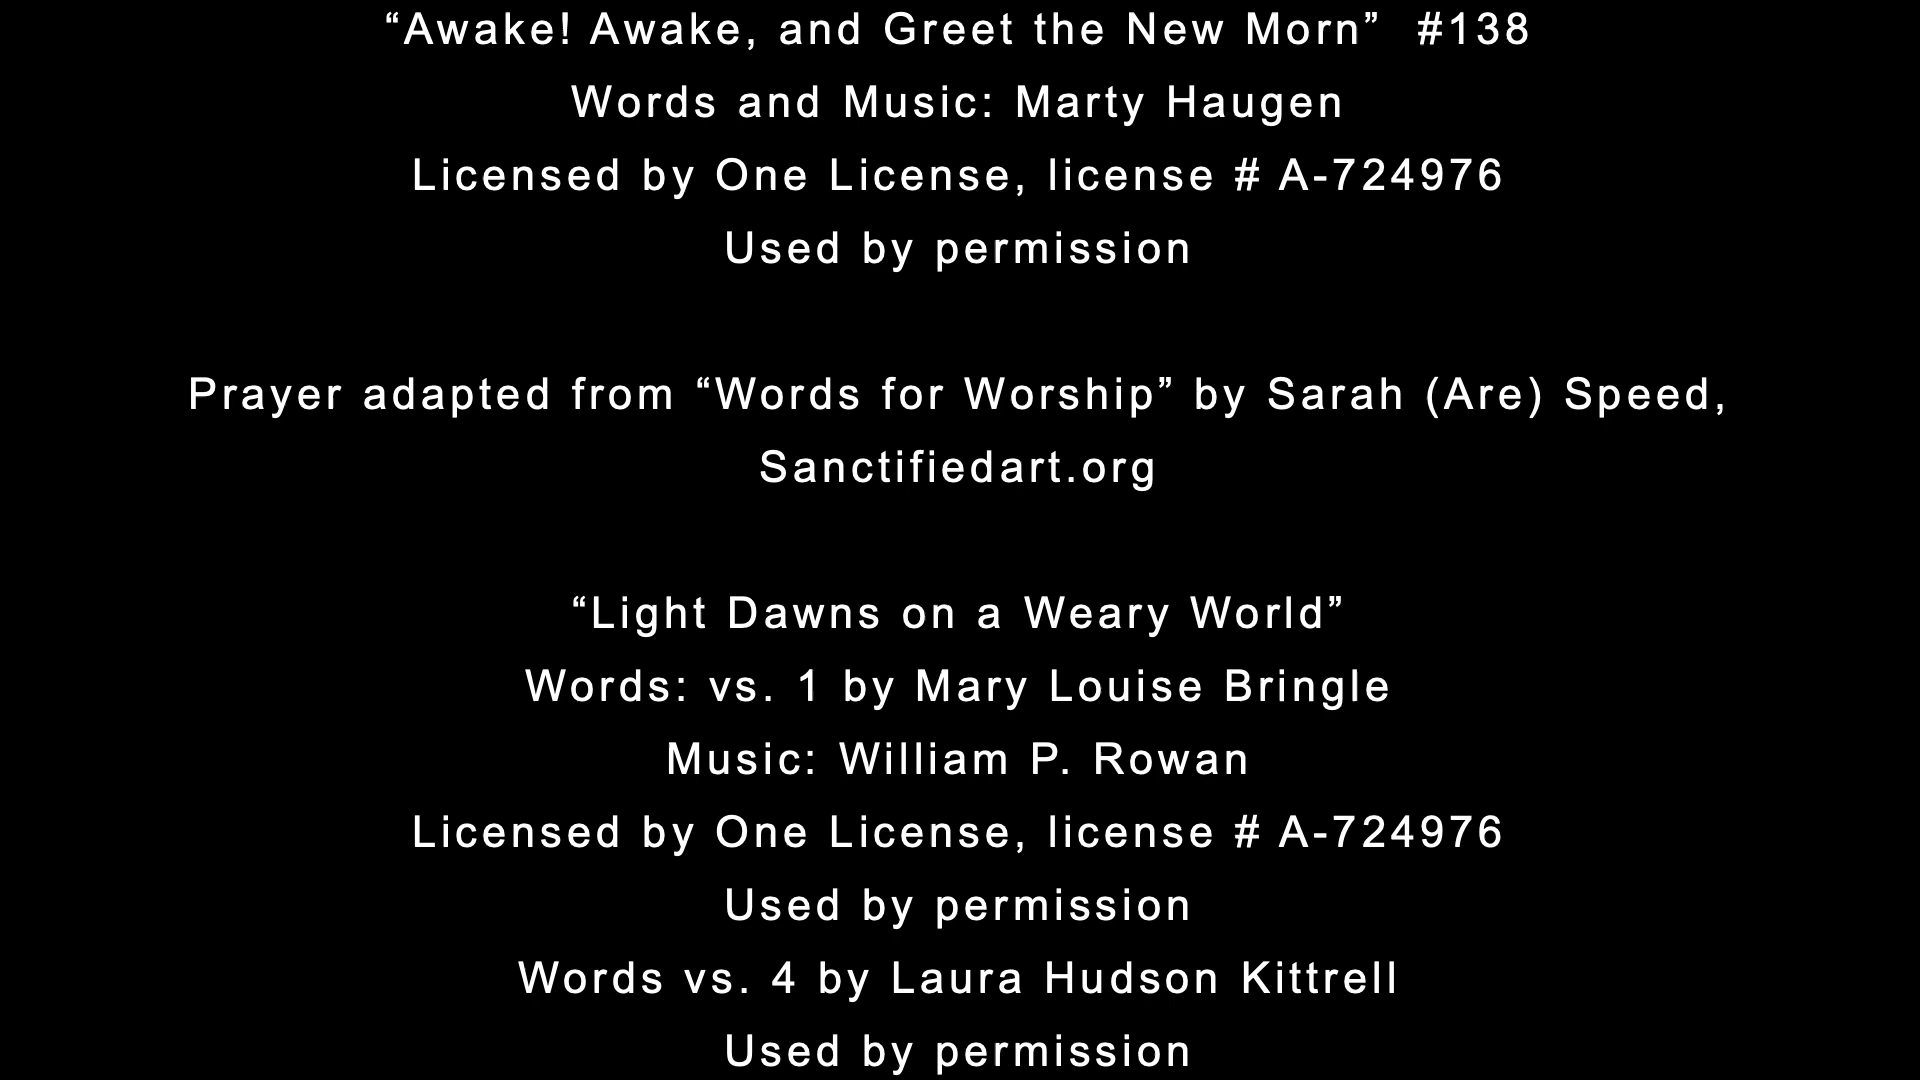 “Awake! Awake, and Greet the New Morn”  #138
Words and Music: Marty Haugen
Licensed by One License, license # A-724976
Used by permission
Prayer adapted from “Words for Worship” by Sarah (Are) Speed,
Sanctifiedart.org
“Light Dawns on a Weary World”
Words: vs. 1 by Mary Louise Bringle
Music: William P. Rowan
Licensed by One License, license # A-724976
Used by permission
Words vs. 4 by Laura Hudson Kittrell
Used by permission